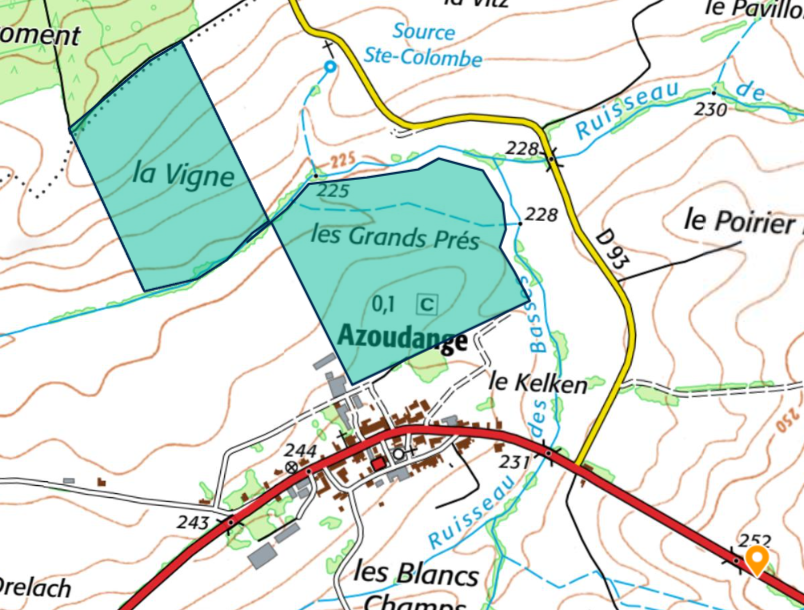 la Vitz
le Pavillo
oment
Source
Ste-Colombe
Ruisseau de
230
228
225
la Vigne
225
228
les Grands Prés
le Poirier
D 93
0,1 C
Azoudange
Basses
le Kelken
des
250
244
231
243
Ruisseau
252
les Blancs
Champs
Drelach